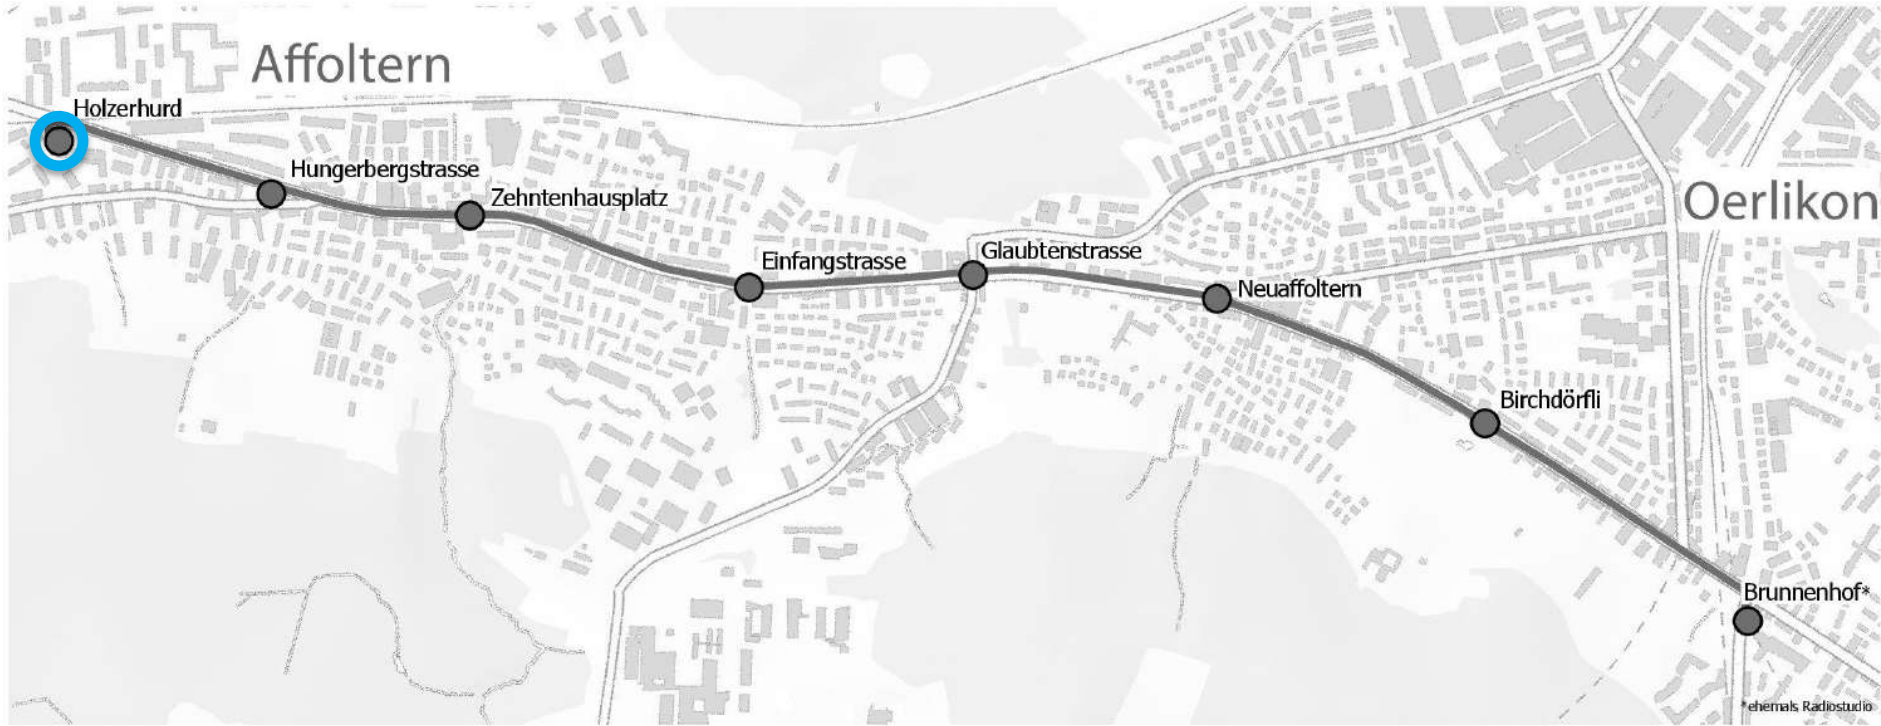 Affoltern
Holzerhurd
Hungerbergstrasse
Zehntenhausplatz
Oerlikon
Einfangstrasse
Glaubtenstrasse
Neuaffoltern
Birchdörfli
Brunnenhof*
*ehemals Radiostudio